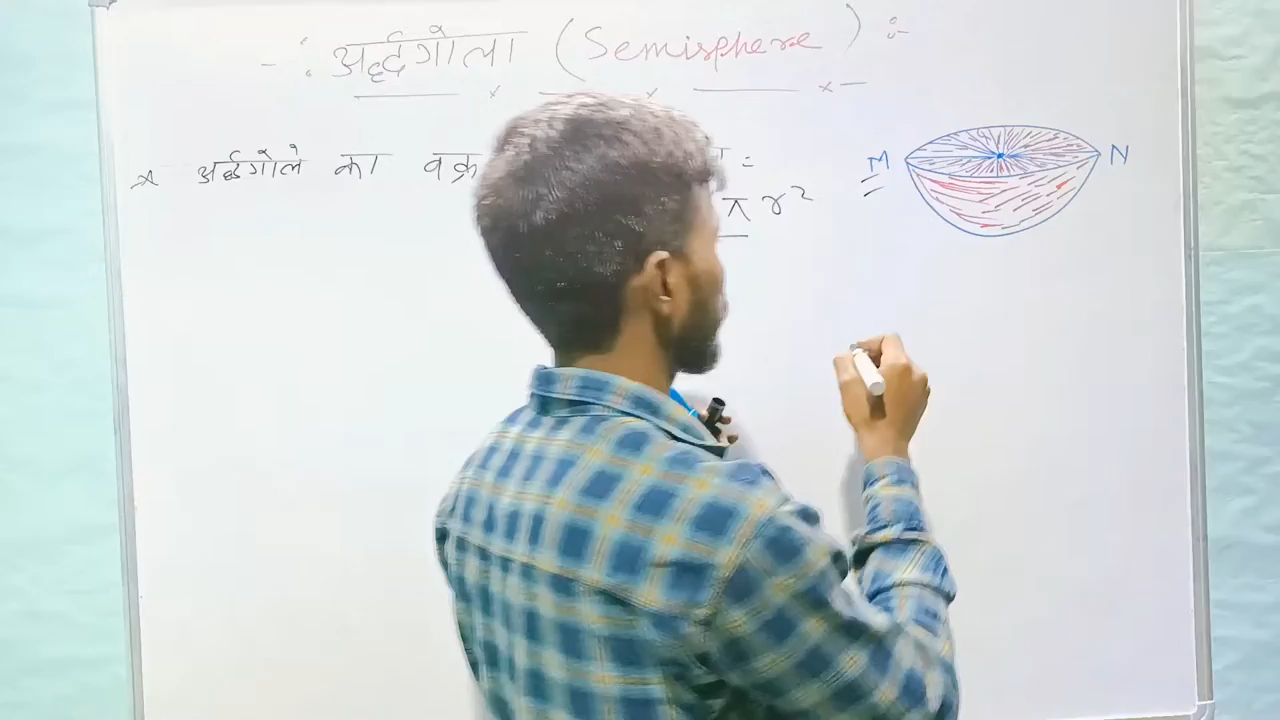 -: अर्द्धगोला (Semisphere) :-
* अर्द्धगोले का वक्र =
π r²
M N